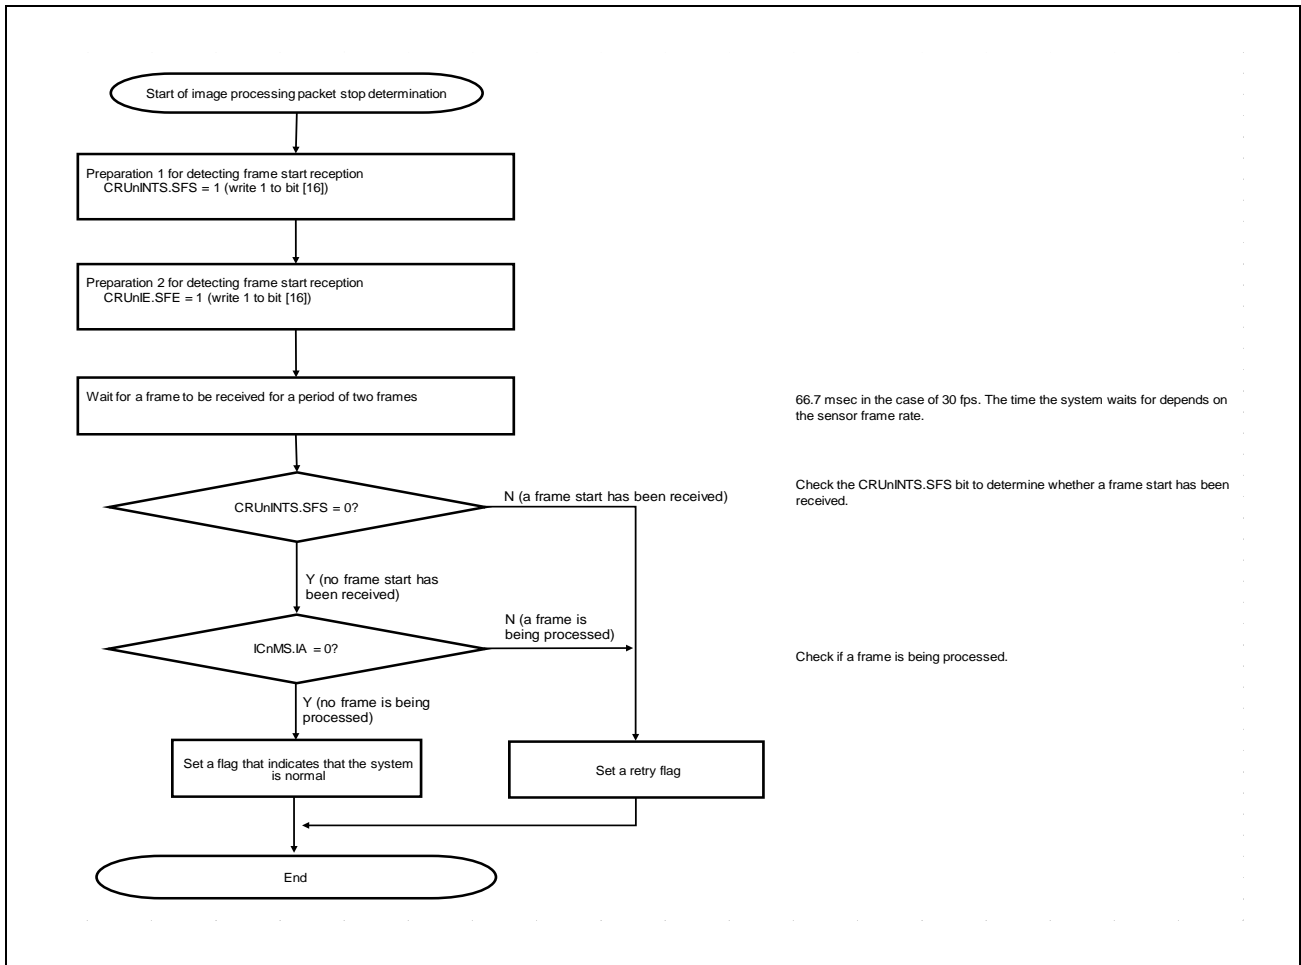 Start of image processing packet stop determination
Preparation 1 for detecting frame start reception
CRUnINTS.SFS = 1 (write 1 to bit [16])
Preparation 2 for detecting frame start reception
CRUnIE.SFE = 1 (write 1 to bit [16])
Wait for a frame to be received for a period of two frames
66.7 msec in the case of 30 fps. The time the system waits for depends on
the sensor frame rate.
CRUnINTS.SFS = 0?
N (a frame start has been received)
Check the CRUnINTS.SFS bit to determine whether a frame start has been
received.
Y (no frame start has
been received)
ICnMS.IA = 0?
N (a frame is
being processed)
Check if a frame is being processed.
Y (no frame is being
processed)
Set a flag that indicates that the system
is normal
Set a retry flag
End